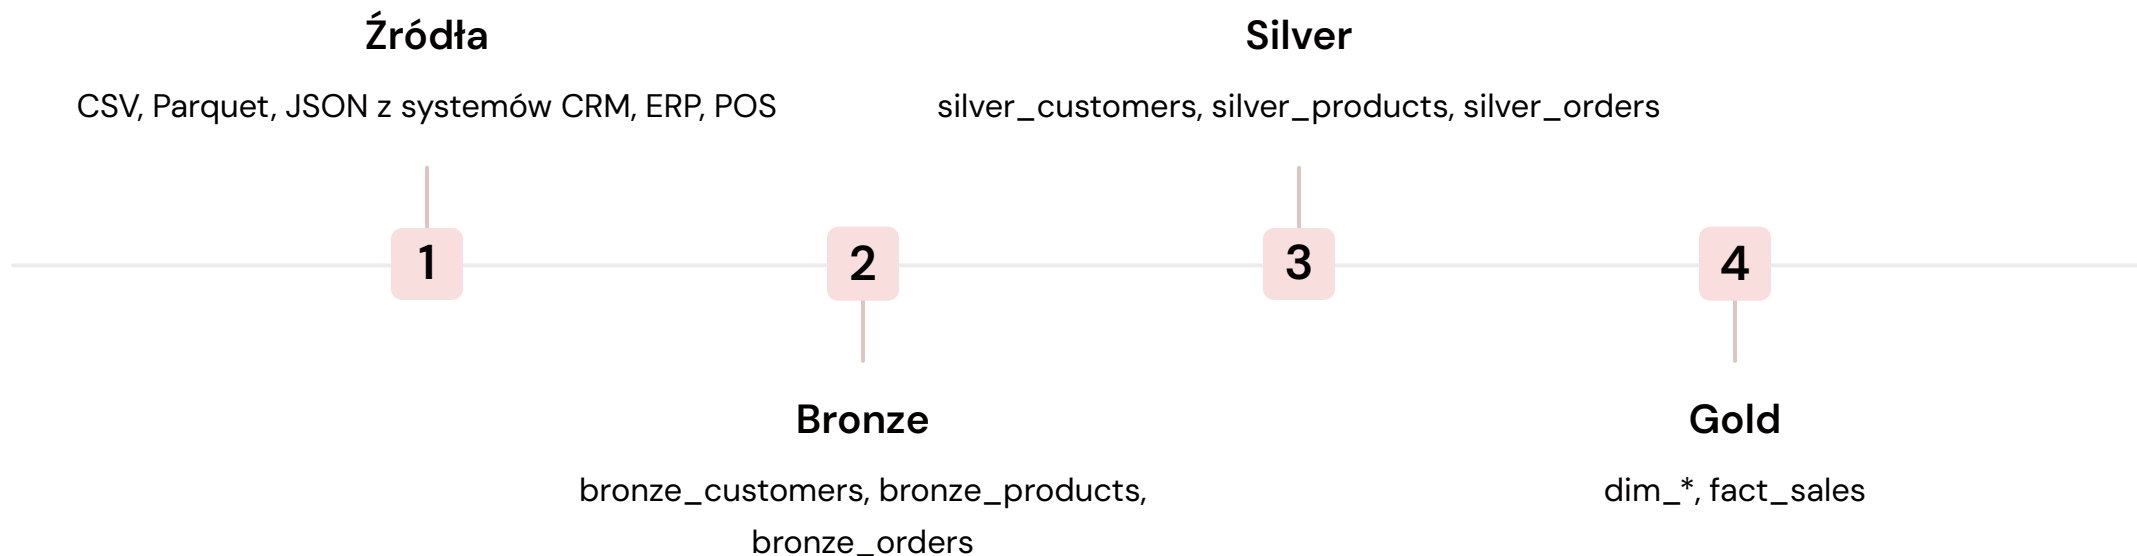 Źródła
CSV, Parquet, JSON z systemów CRM, ERP, POS
1
2
Bronze
bronze_customers, bronze_products,
bronze_orders
Silver
silver_customers, silver_products, silver_orders
3
4
Gold
dim_*, fact_sales